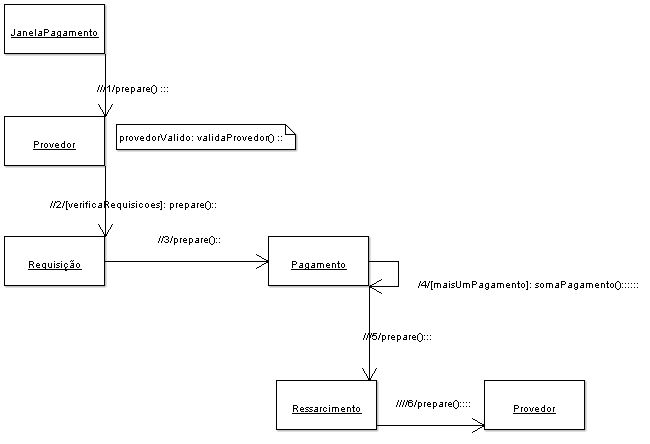 JanelaPagamento
///1/prepare() :::
Provedor
provedorValido: validaProvedor() ::
//2/[verificaRequisicoes]: prepare()::
//3/prepare()::
Requisição
Pagamento
/4/[maisUmPagamento]: somaPagamento()::::::
///5/prepare():::
Ressarcimento
////6/prepare()::::
Provedor